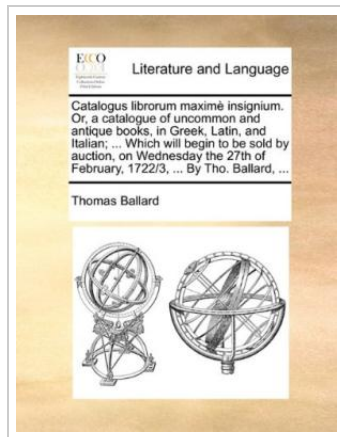 ECCO
Literature and Language
Catalogus librorum maximè insignium.
Or, a catalogue of uncommon and
antique books, in Greek, Latin, and
Italian; ... Which will begin to be sold by
auction, on Wednesday the 27th of
February, 1722/3, ... By Tho. Ballard, ...
Thomas Ballard